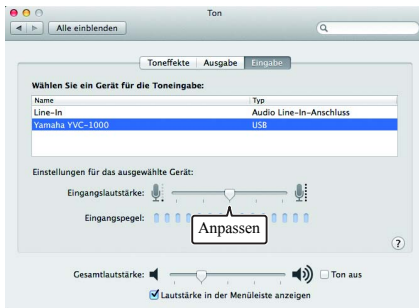 Ton
Alle einblenden
Toneffekte Ausgabe Eingabe
Wählen Sie ein Gerät für die Toneingabe:
Name Typ
Line-In Audio Line-In-Anschluss
Yamaha YVC-1000 USB
Einstellungen für das ausgewählte Gerät:
Eingangslautstärke:
Eingangspegel:
Anpassen
?
Gesamtlautstärke: Ton aus
Lautstärke in der Menüleiste anzeigen